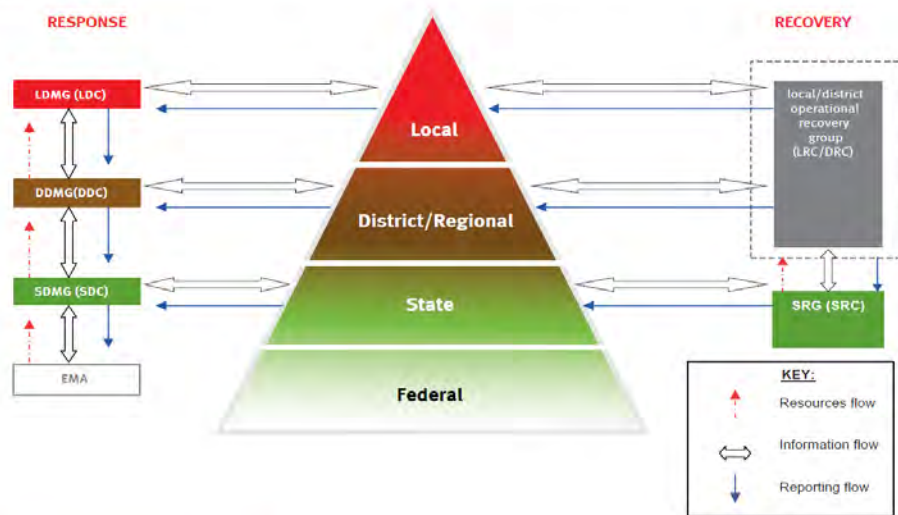 RESPONSE
RECOVERY
LDMG (LDC)
DDMG(DDC)
SDMG (SDC)
EMA
Local
District/Regional
State
Federal
local/district
operational
recovery
group
(LRC/DRC)
SRG (SRC)
KEY:
Resources flow
Information flow
Reporting flow